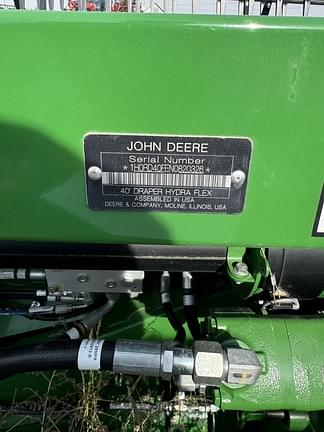 JOHN DEERE
Serial Number
*1H0RD40FEN0820326*
40' DRAPER HYDRA FLEX
ASSEMBLED IN USA
DEERE & COMPANY, MOLINE, ILLINOIS, USA